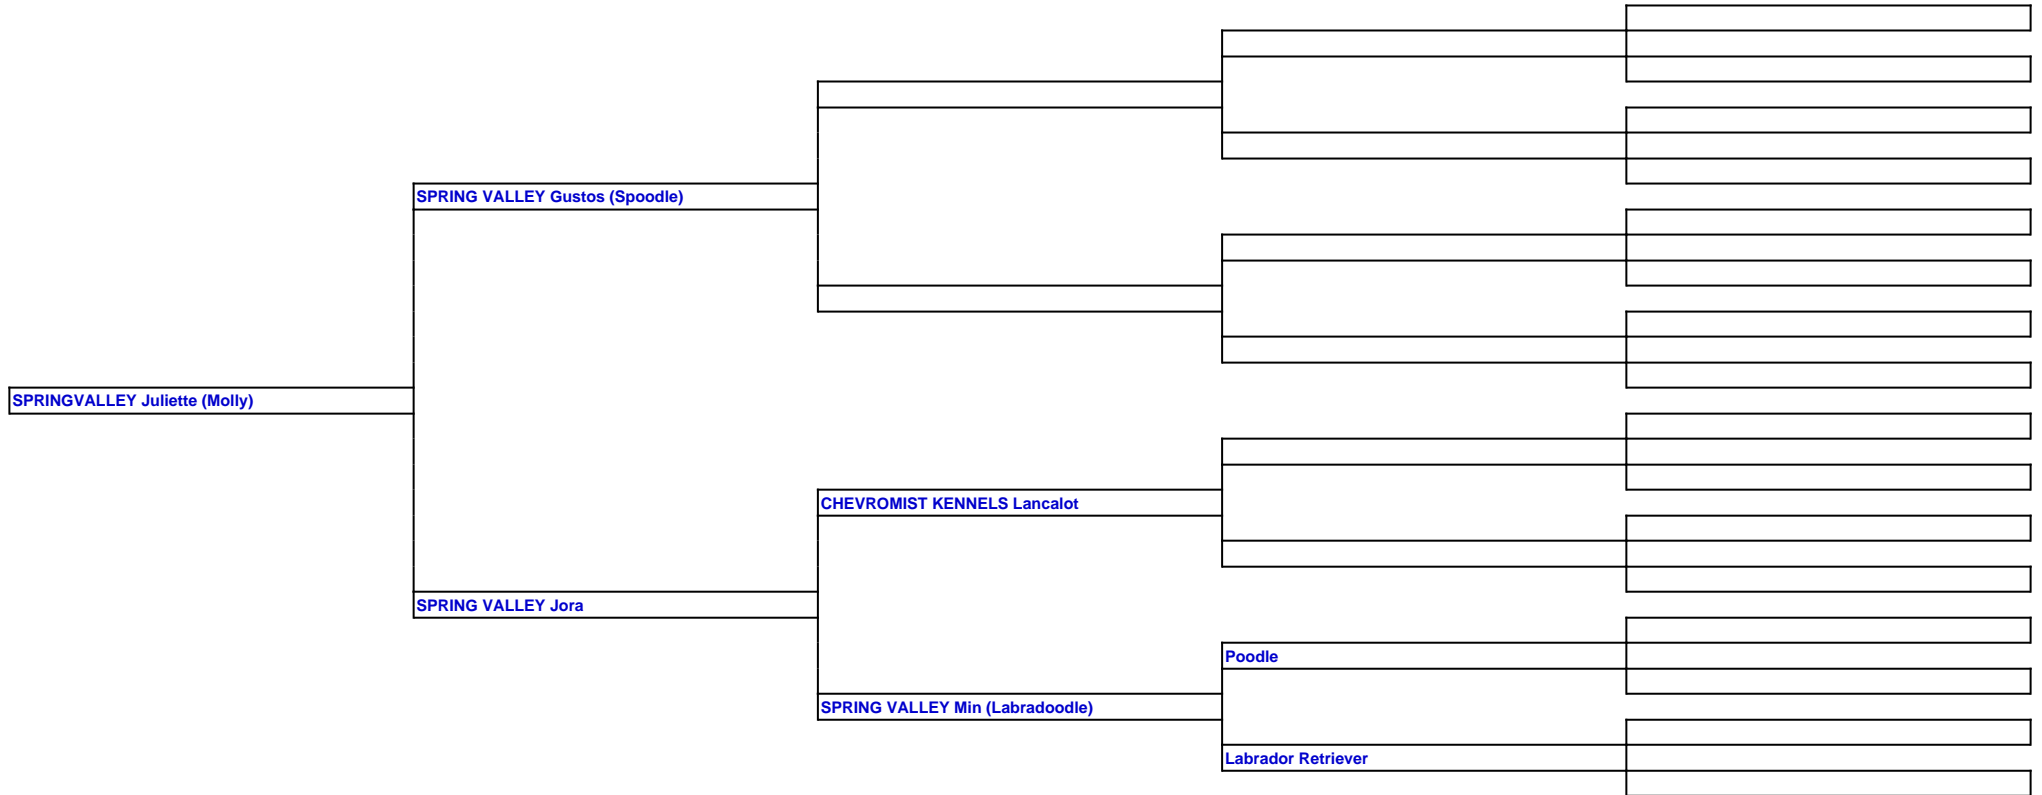 SPRING VALLEY Gustos (Spoodle)
SPRINGVALLEY Juliette (Molly)
CHEVROMIST KENNELS Lancalot
SPRING VALLEY Jora
Poodle
SPRING VALLEY Min (Labradoodle)
Labrador Retriever